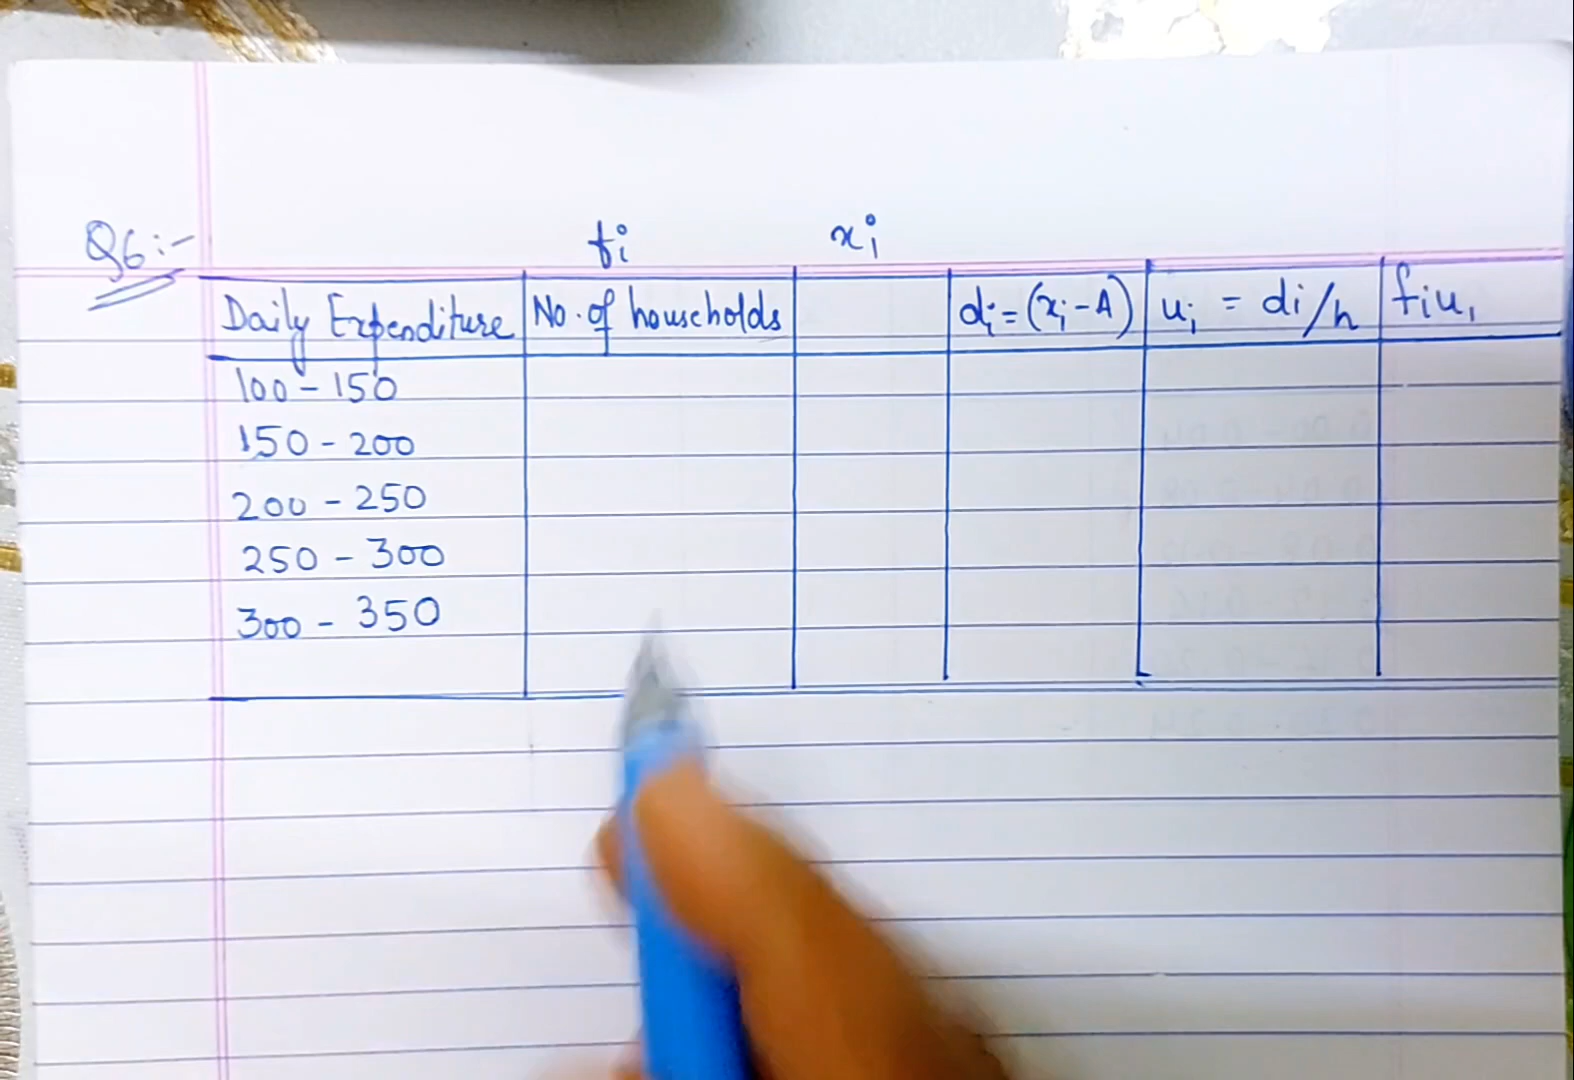 Q6:-
fi xi
Daily Expenditure No. of households di=(xi-A) ui = di/h fiui
100-150
150-200
200-250
250-300
300-350